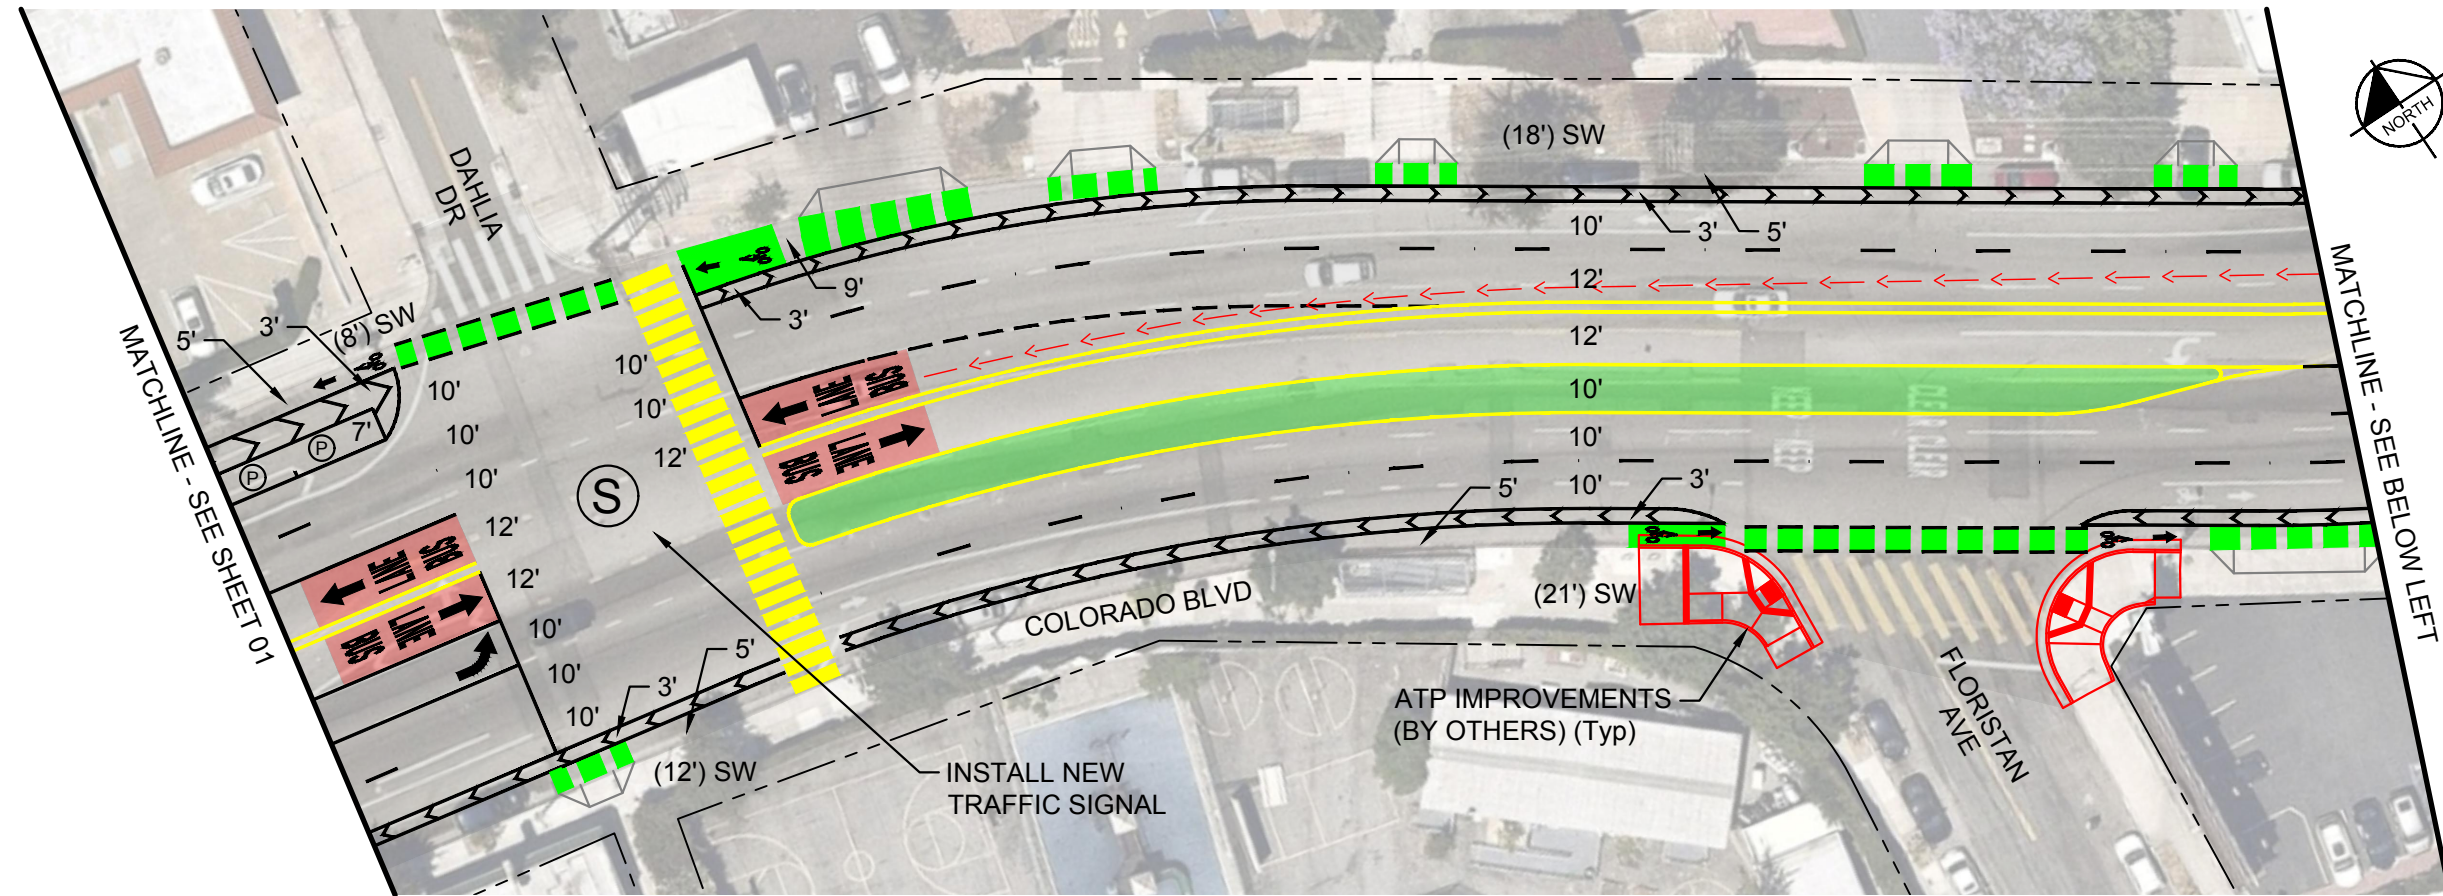 NORTH
(18') SW
DAHLIA
DR
10'
3'
5'
9'
3'
12'
12'
10'
10'
10'
5'
3'
3'
5'
(8') SW
7'
P
P
10'
10'
10'
12'
12'
10'
10'
10'
10'
10'
12'
S
BUS
LANE
BUS
LANE
BUS
LANE
BUS
LANE
KEEP
CLEAR
COLORADO BLVD
(21') SW
5'
3'
(12') SW
INSTALL NEW
TRAFFIC SIGNAL
ATP IMPROVEMENTS
(BY OTHERS) (Typ)
FLORISTAN
AVE
MATCHLINE - SEE SHEET 01
MATCHLINE - SEE BELOW LEFT